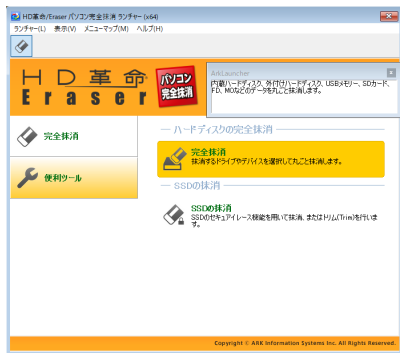 HD革命/Eraser パソコン完全抹消 ランチャー (x64)
ランチャー(L) 表示(V) メニューマップ(M) ヘルプ(H)
HD革命
Eraser
パソコン
完全抹消
ArkLauncher
内蔵ハードディスク、外付けハードディスク、USBメモリー、SDカード、
FD、MOなどのデータを丸ごと抹消します。
完全抹消
便利ツール
ハードディスクの完全抹消
完全抹消
抹消するドライブやデバイスを選択して丸ごと抹消します。
SSDの抹消
SSDの抹消
SSDのセキュアイレース機能を用いて抹消、またはトリム(Trim)を行いま
す。
Copyright © ARK Information Systems Inc. All Rights Reserved.